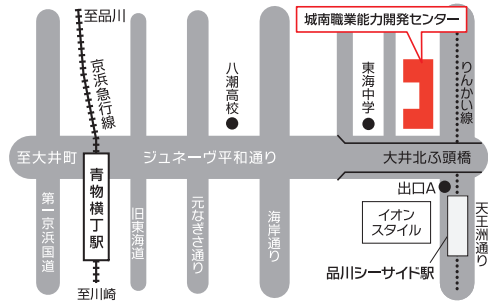 至品川
城南職業能力開発センター
京浜急行線
八潮高校
東海中学
りんかい線
至大井町
ジュネーヴ平和通り
大井北ふ頭橋
青物横丁駅
出口A
第一京浜国道
旧東海道
元なぎさ通り
海岸通り
イオン
スタイル
天王洲通り
品川シーサイド駅
至川崎